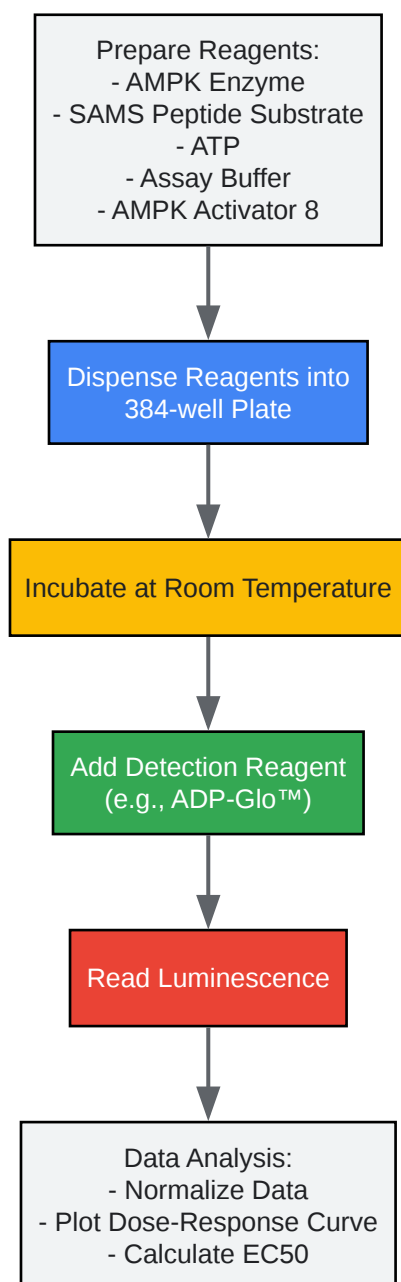 Prepare Reagents:
- AMPK Enzyme
- SAMS Peptide Substrate
- ATP
- Assay Buffer
- AMPK Activator 8
Dispense Reagents into
384-well Plate
Incubate at Room Temperature
Add Detection Reagent
(e.g., ADP-Glo™)
Read Luminescence
Data Analysis:
- Normalize Data
- Plot Dose-Response Curve
- Calculate EC50